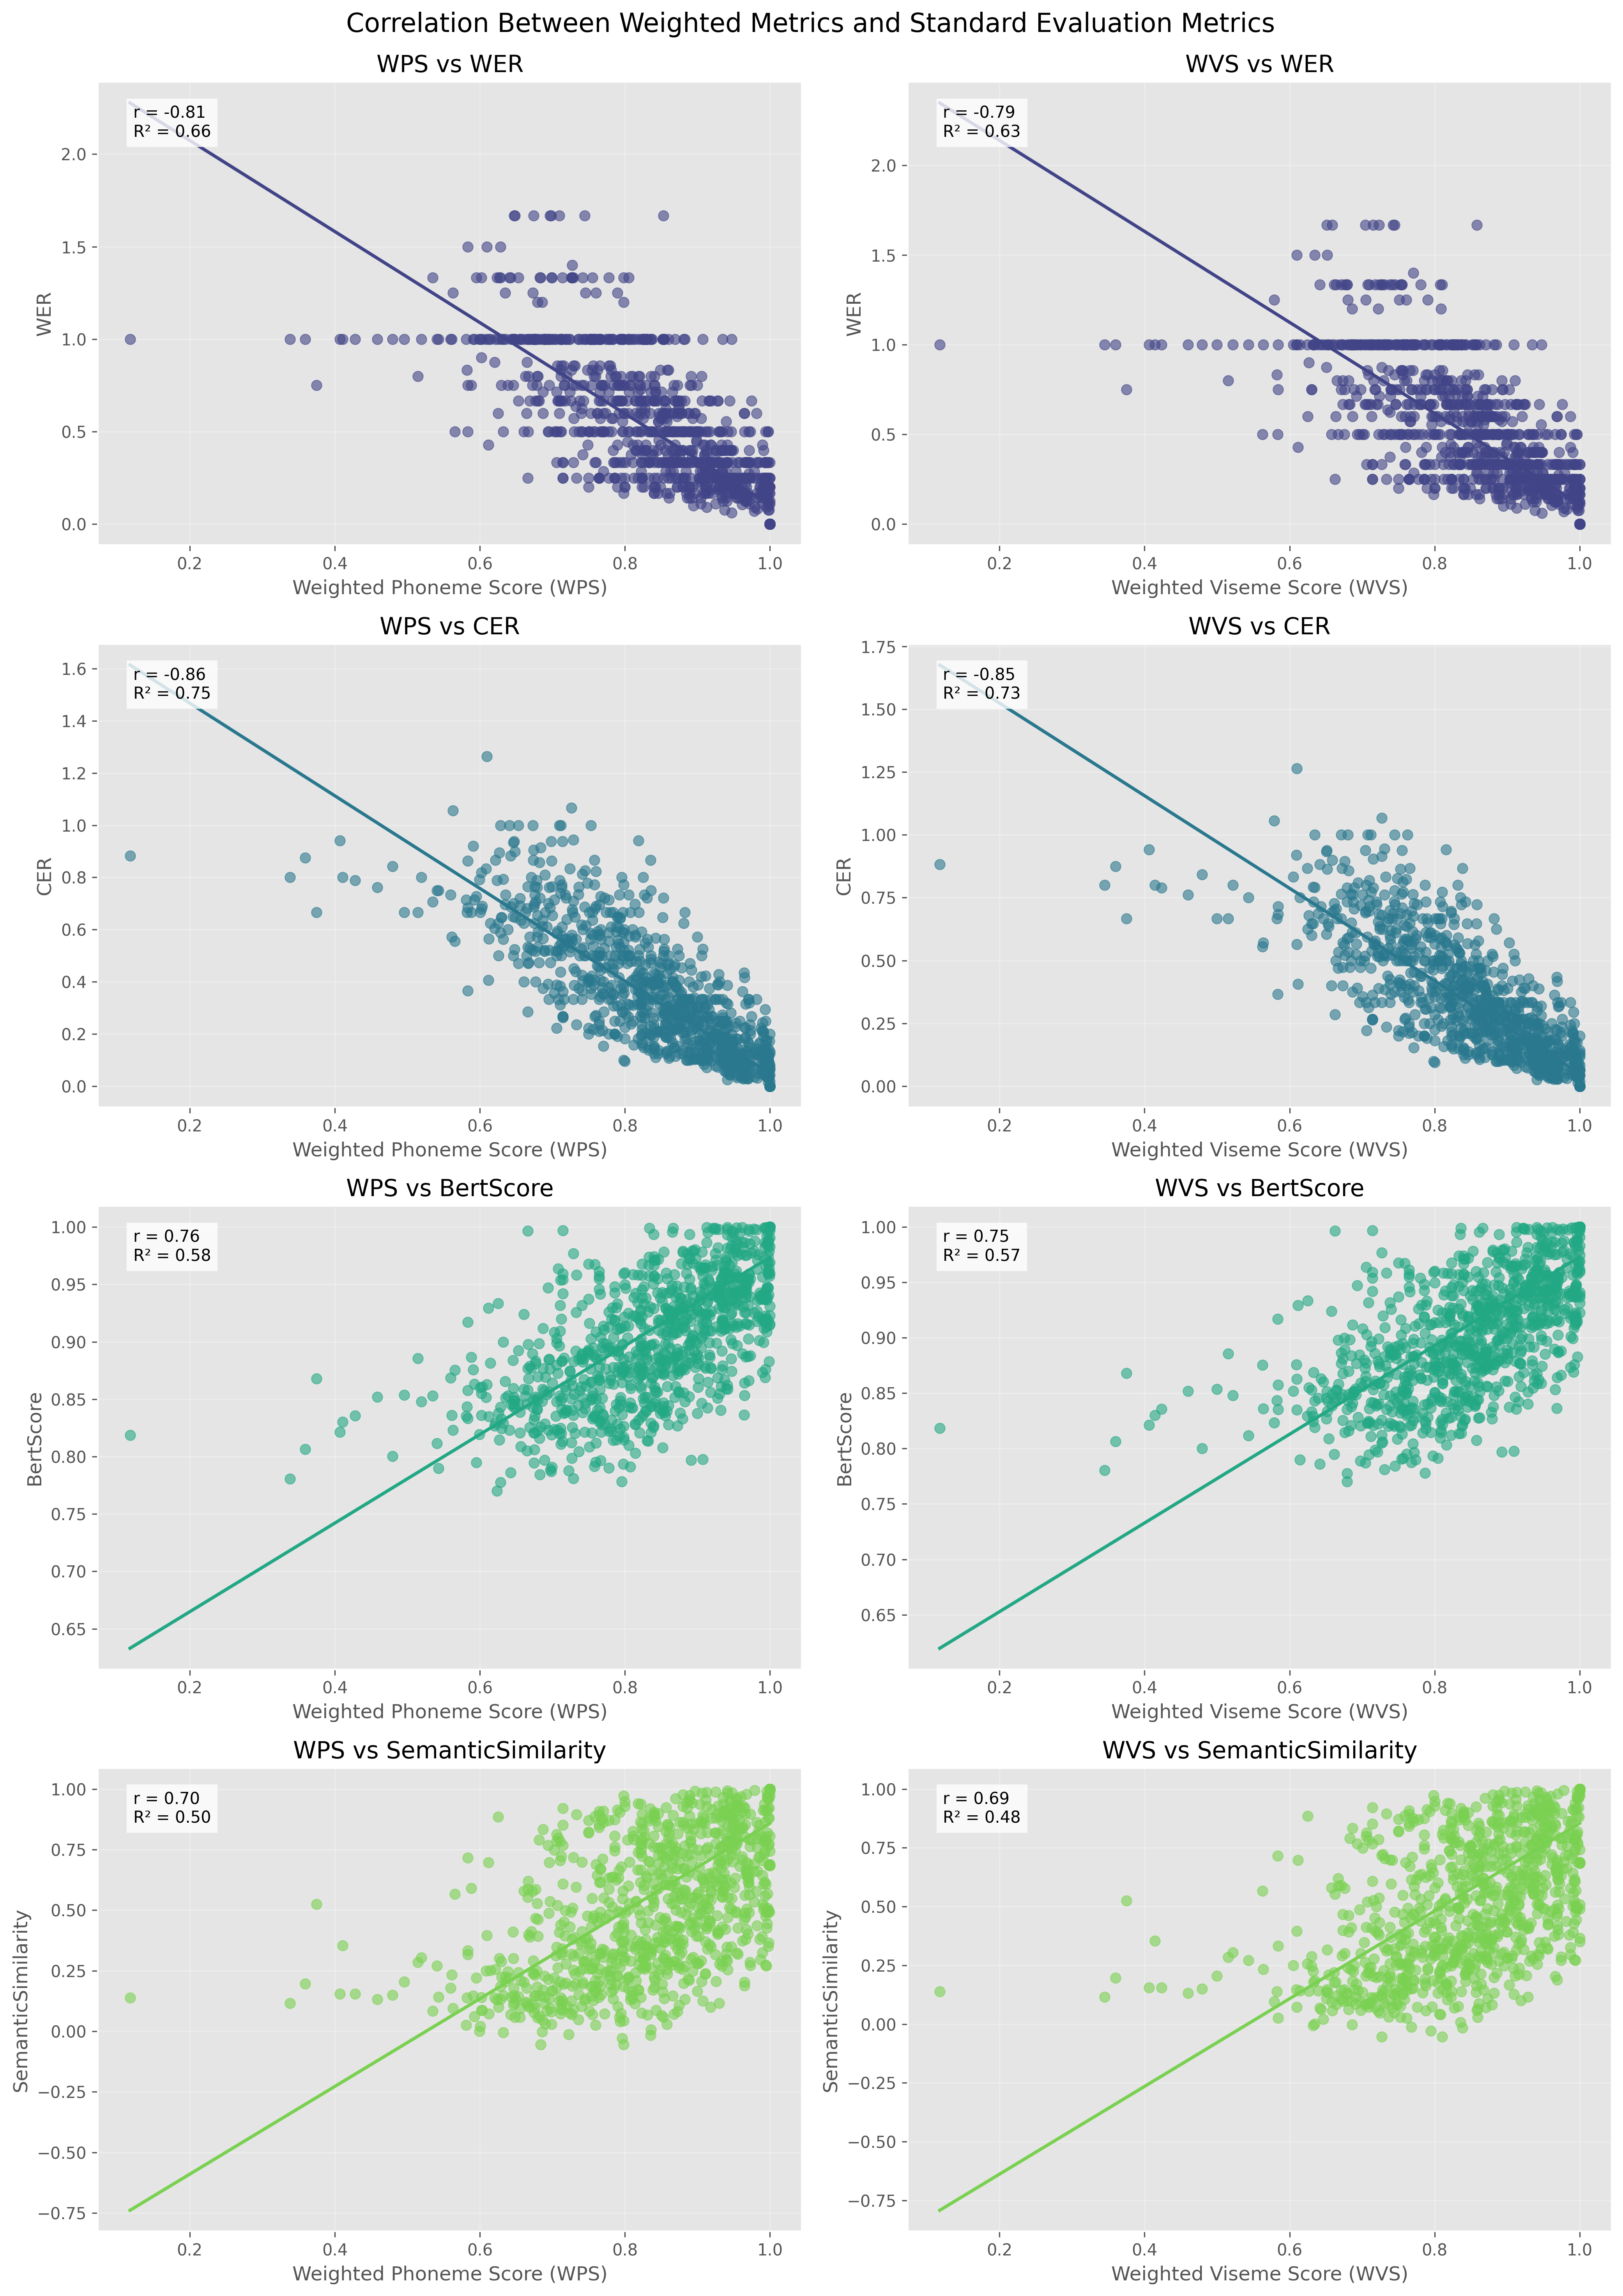 Correlation Between Weighted Metrics and Standard Evaluation Metrics
WPS vs WER
r = -0.81
R² = 0.66
2.0
1.5
1.0
0.5
0.0
WER
0.2 0.4 0.6 0.8 1.0
Weighted Phoneme Score (WPS)
WVS vs WER
r = -0.79
R² = 0.63
2.0
1.5
1.0
0.5
0.0
WER
0.2 0.4 0.6 0.8 1.0
Weighted Viseme Score (WVS)
WPS vs CER
r = -0.86
R² = 0.75
1.6
1.4
1.2
1.0
0.8
0.6
0.4
0.2
0.0
CER
0.2 0.4 0.6 0.8 1.0
Weighted Phoneme Score (WPS)
WVS vs CER
r = -0.85
R² = 0.73
1.75
1.50
1.25
1.00
0.75
0.50
0.25
0.00
CER
0.2 0.4 0.6 0.8 1.0
Weighted Viseme Score (WVS)
WPS vs BertScore
r = 0.76
R² = 0.58
1.00
0.95
0.90
0.85
0.80
0.75
0.70
0.65
BertScore
0.2 0.4 0.6 0.8 1.0
Weighted Phoneme Score (WPS)
WVS vs BertScore
r = 0.75
R² = 0.57
1.00
0.95
0.90
0.85
0.80
0.75
0.70
0.65
BertScore
0.2 0.4 0.6 0.8 1.0
Weighted Viseme Score (WVS)
WPS vs SemanticSimilarity
r = 0.70
R² = 0.50
1.00
0.75
0.50
0.25
0.00
−0.25
−0.50
−0.75
SemanticSimilarity
0.2 0.4 0.6 0.8 1.0
Weighted Phoneme Score (WPS)
WVS vs SemanticSimilarity
r = 0.69
R² = 0.48
1.00
0.75
0.50
0.25
0.00
−0.25
−0.50
−0.75
SemanticSimilarity
0.2 0.4 0.6 0.8 1.0
Weighted Viseme Score (WVS)